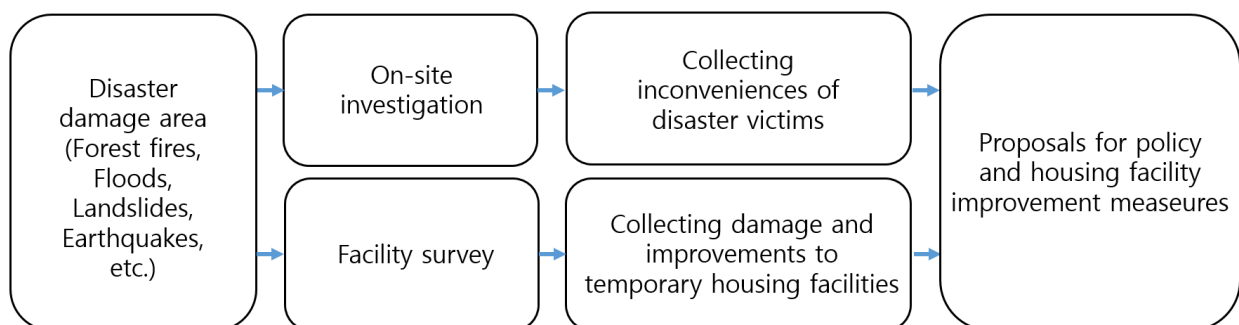 Disaster
damage area
(Forest fires,
Floods,
Landslides,
Earthquakes,
etc.)
On-site
investigation
Collecting
inconveniences of
disaster victims
Facility survey
Collecting damage and
improvements to
temporary housing facilities
Proposals for policy
and housing facility
improvement measeures